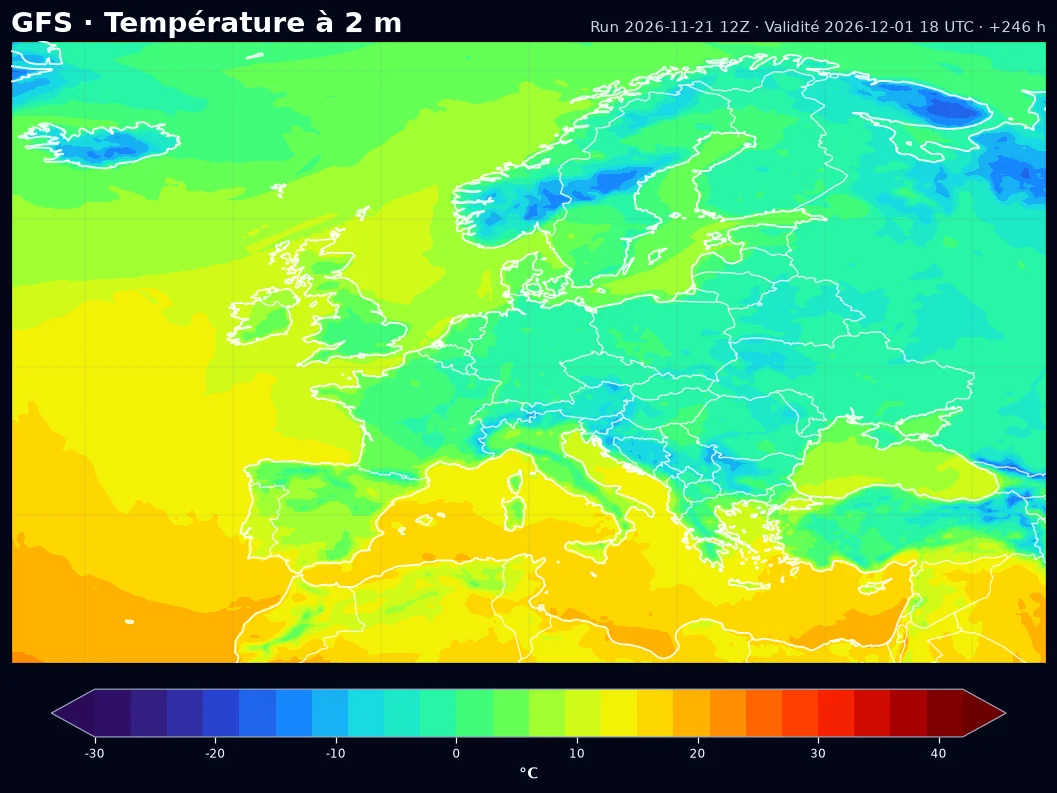 GFS · Température à 2 m
Run 2026-11-21 12Z · Validité 2026-12-01 18 UTC · +246 h
-30 -20 -10 0 10 20 30 40
°C